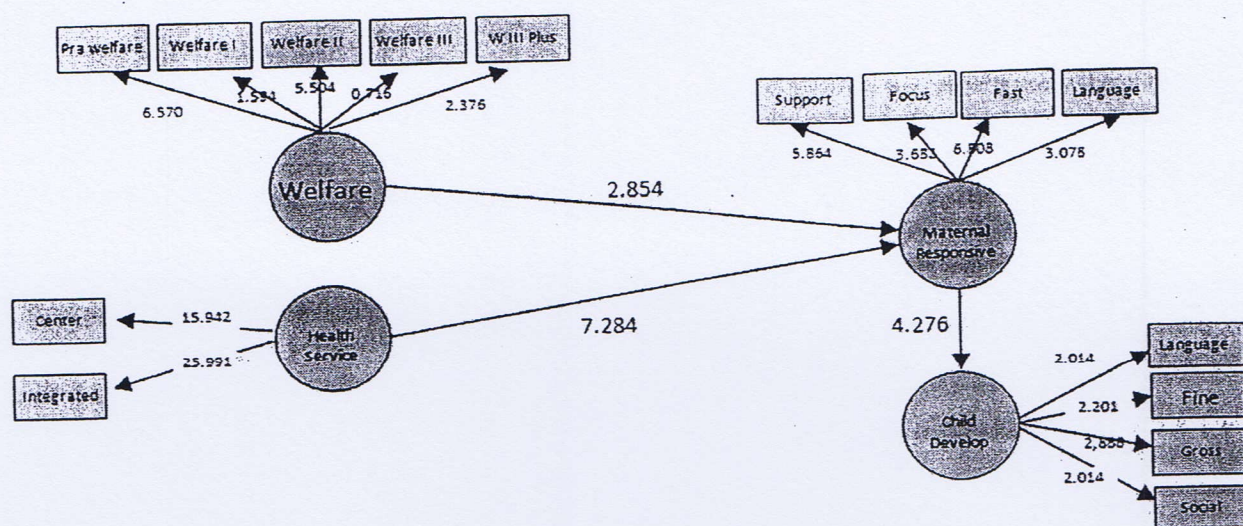 Pra welfare
Welfare I
Welfare II
Welfare III
W III Plus
6.570
5.504
0.716
2.376
Welfare
Support
Focus
Fast
Language
5.864
3.078
2.854
Maternal
Responsive
Center
15.942
Integrated
25.991
Health
Service
7.284
4.276
Child
Develop
Language
2.014
Fine
2.201
Gross
Social
2.014